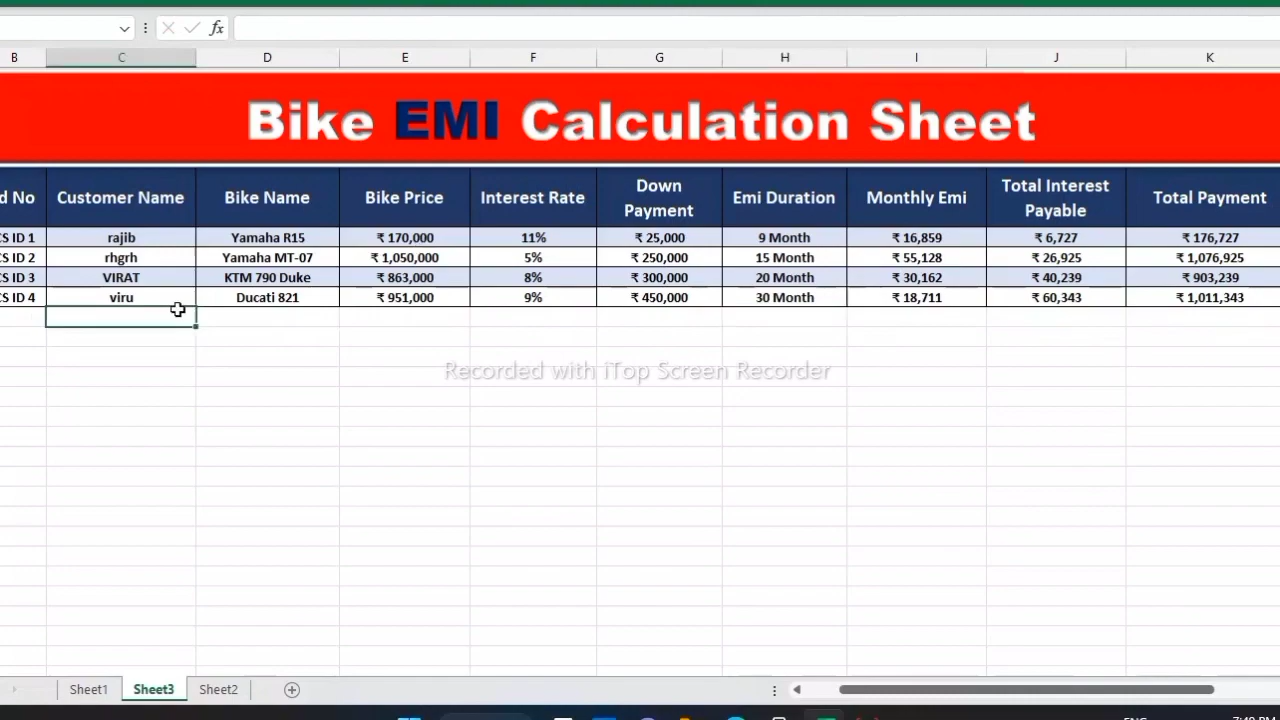 fx
B C D E F G H I J K
Bike EMI Calculation Sheet
d No Customer Name Bike Name Bike Price Interest Rate Down Payment Emi Duration Monthly Emi Total Interest Payable Total Payment
CS ID 1 rajib Yamaha R15 ₹ 170,000 11% ₹ 25,000 9 Month ₹ 16,859 ₹ 6,727 ₹ 176,727
CS ID 2 rhgrh Yamaha MT-07 ₹ 1,050,000 5% ₹ 250,000 15 Month ₹ 55,128 ₹ 26,925 ₹ 1,076,925
CS ID 3 VIRAT KTM 790 Duke ₹ 863,000 8% ₹ 300,000 20 Month ₹ 30,162 ₹ 40,239 ₹ 903,239
CS ID 4 viru Ducati 821 ₹ 951,000 9% ₹ 450,000 30 Month ₹ 18,711 ₹ 60,343 ₹ 1,011,343
Recorded with iTop Screen Recorder
Sheet1 Sheet3 Sheet2